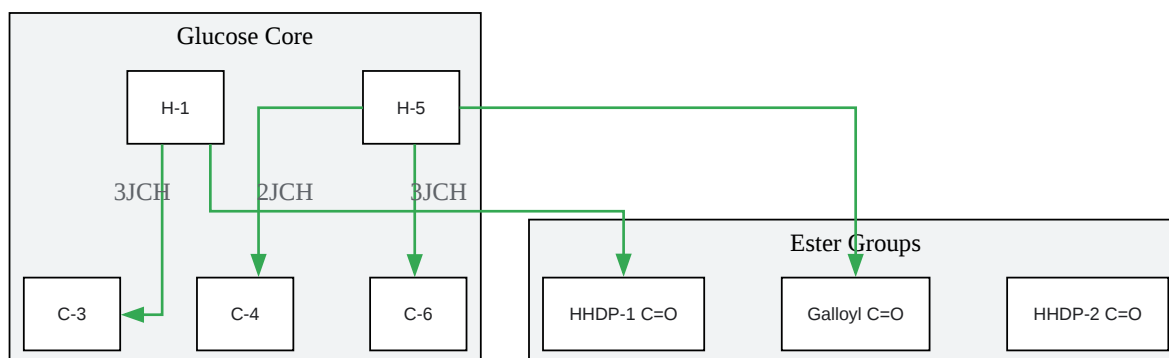 Glucose Core
H-1
H-5
3JCH
2JCH
3JCH
Ester Groups
C-3
C-4
C-6
HHDP-1 C=O
Galloyl C=O
HHDP-2 C=O